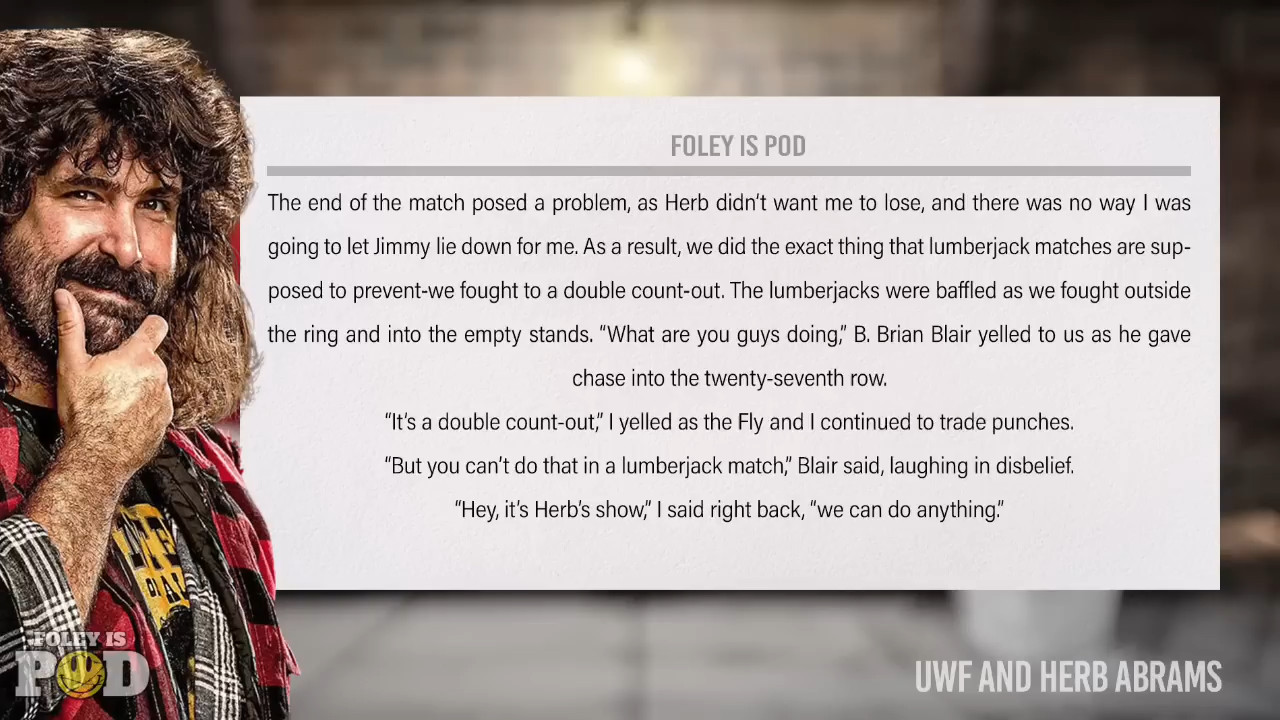 FOLEY IS POD
The end of the match posed a problem, as Herb didn’t want me to lose, and there was no way I was
going to let Jimmy lie down for me. As a result, we did the exact thing that lumberjack matches are sup-
posed to prevent-we fought to a double count-out. The lumberjacks were baffled as we fought outside
the ring and into the empty stands. “What are you guys doing,” B. Brian Blair yelled to us as he gave
chase into the twenty-seventh row.
“It’s a double count-out,” I yelled as the Fly and I continued to trade punches.
“But you can’t do that in a lumberjack match,” Blair said, laughing in disbelief.
“Hey, it’s Herb’s show,” I said right back, “we can do anything.”
FOLEY IS
POD
UWF AND HERB ABRAMS